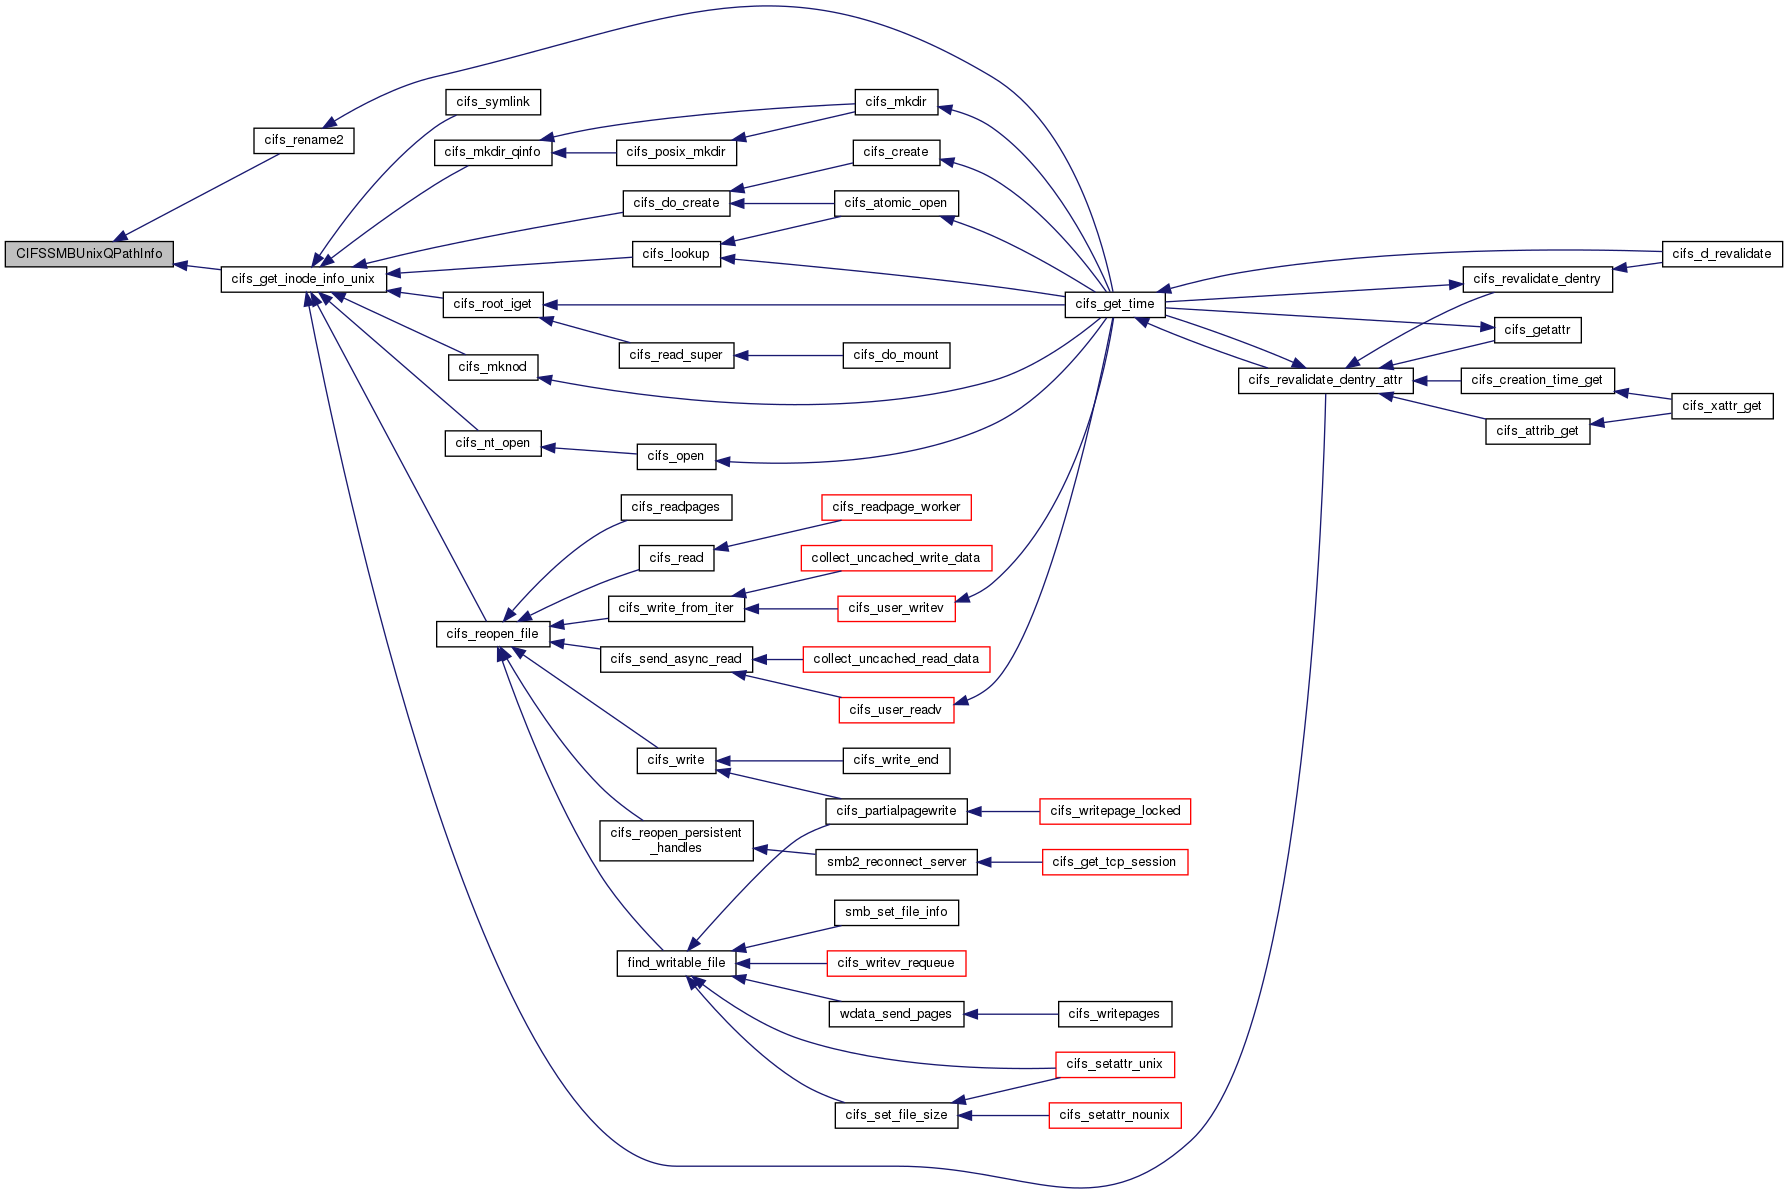 CIFSSMBUnixQPathInfo
cifs_rename2
cifs_get_inode_info_unix
cifs_symlink
cifs_mkdir_qinfo
cifs_root_iget
cifs_mknod
cifs_nt_open
cifs_reopen_file
cifs_posix_mkdir
cifs_do_create
cifs_lookup
cifs_read_super
cifs_open
cifs_readpages
cifs_read
cifs_write_from_iter
cifs_send_async_read
cifs_write
cifs_reopen_persistent
_handles
find_writable_file
cifs_mkdir
cifs_create
cifs_atomic_open
cifs_do_mount
cifs_readpage_worker
collect_uncached_write_data
cifs_user_writev
collect_uncached_read_data
cifs_user_readv
cifs_write_end
cifs_partialpagewrite
smb2_reconnect_server
smb_set_file_info
cifs_writev_requeue
wdata_send_pages
cifs_set_file_size
cifs_get_time
cifs_writepage_locked
cifs_get_tcp_session
cifs_writepages
cifs_setattr_unix
cifs_setattr_nounix
cifs_revalidate_dentry_attr
cifs_revalidate_dentry
cifs_getattr
cifs_creation_time_get
cifs_attrib_get
cifs_d_revalidate
cifs_xattr_get